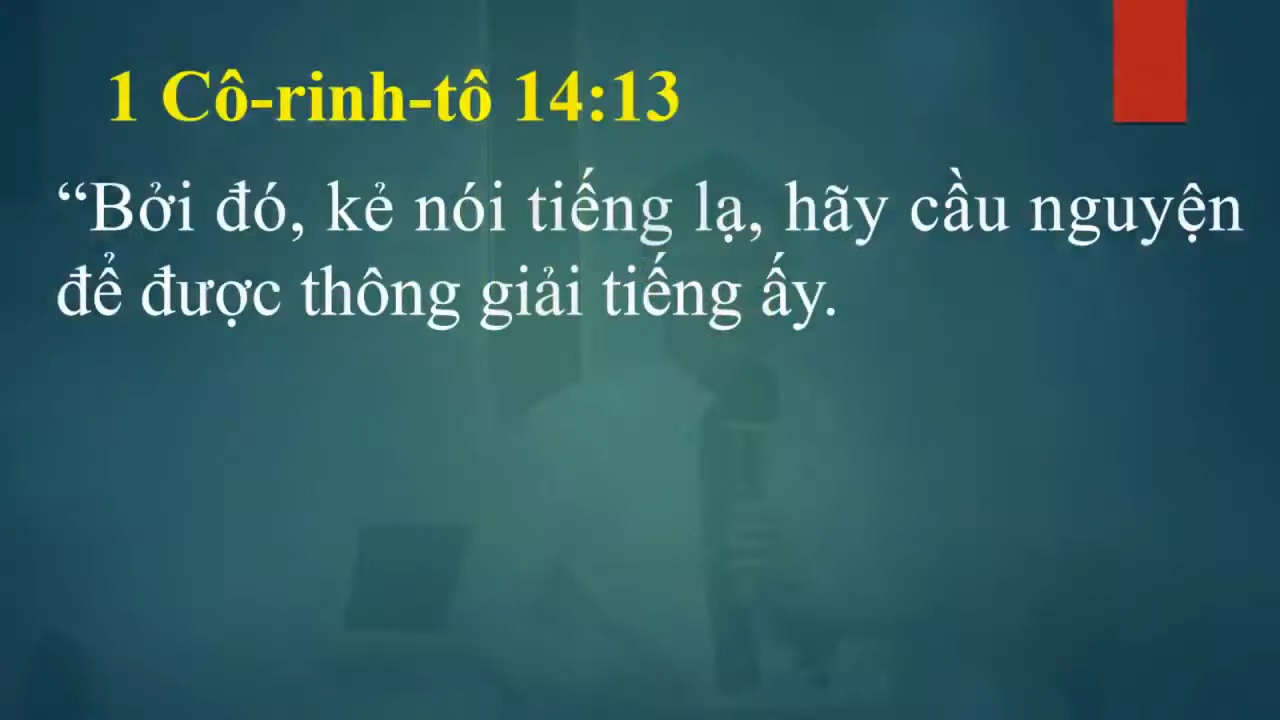 1 Cô-rinh-tô 14:13
“Bởi đó, kẻ nói tiếng lạ, hãy cầu nguyện
để được thông giải tiếng ấy.